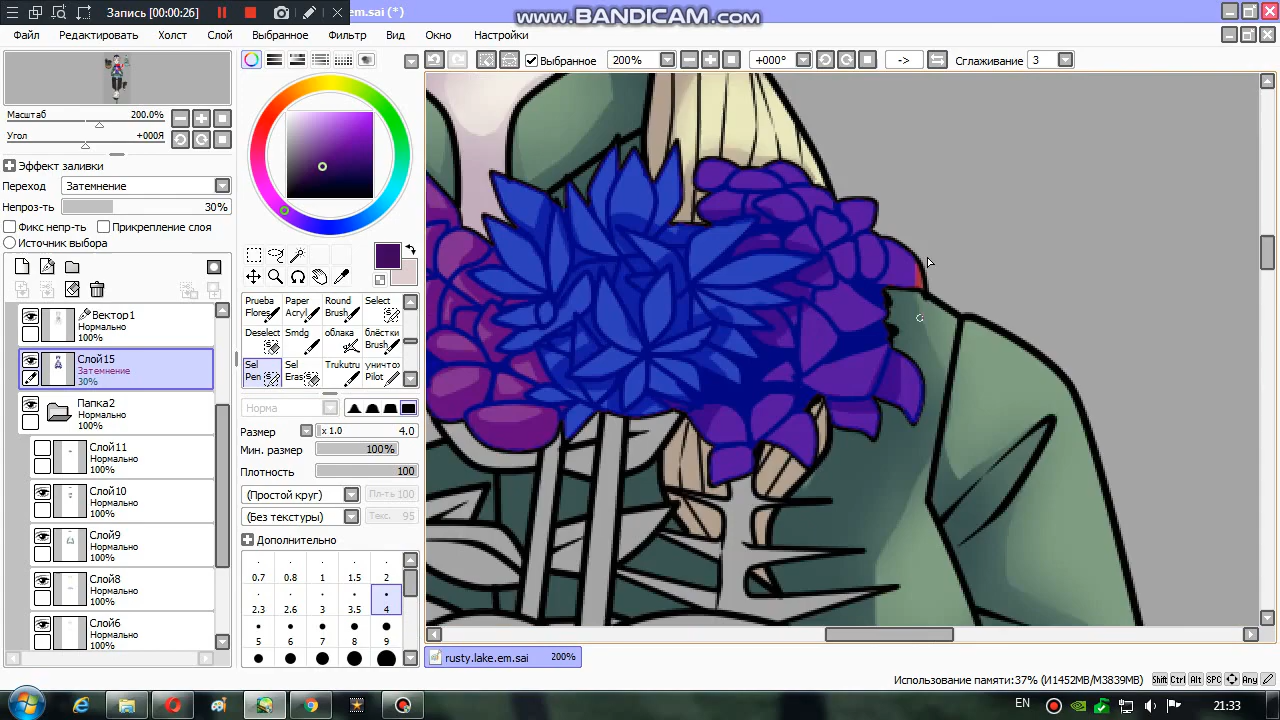 Запись [00:00:26]
em.sai (*)
www.BANDICAM.com
Файл Редактировать Холст Слой Выбранное Фильтр Вид Окно Настройки
Выбранное 200% +000° -> Сглаживание 3
Масштаб 200.0%
Угол +000Я
Эффект заливки
Переход Затемнение
Непроз-ть 30%
Фикс непр-ть Прикрепление слоя
Источник выбора
Вектор1
Нормально
100%
Слой15
Затемнение
30%
Папка2
Нормально
100%
Слой11
Нормально
100%
Слой10
Нормально
100%
Слой9
Нормально
100%
Слой8
Нормально
100%
Слой6
Нормально
100%
Prueba Flores Paper Acryl Round Brush Select
Deselect Smdg облака блёстки Brush
Sel Pen Sel Eras Trukutru уничто Pilot
Норма
Размер x 1.0 4.0
Мин. размер 100%
Плотность 100
(Простой круг) Пл-ть 100
(Без текстуры) Текс. 95
Дополнительно
0.7 0.8 1 1.5 2
2.3 2.6 3 3.5 4
5 6 7 8 9
rusty.lake.em.sai 200%
Использование памяти:37% (И1452MB/M3839MB)
Shift Ctrl Alt SPC Any
EN 21:33